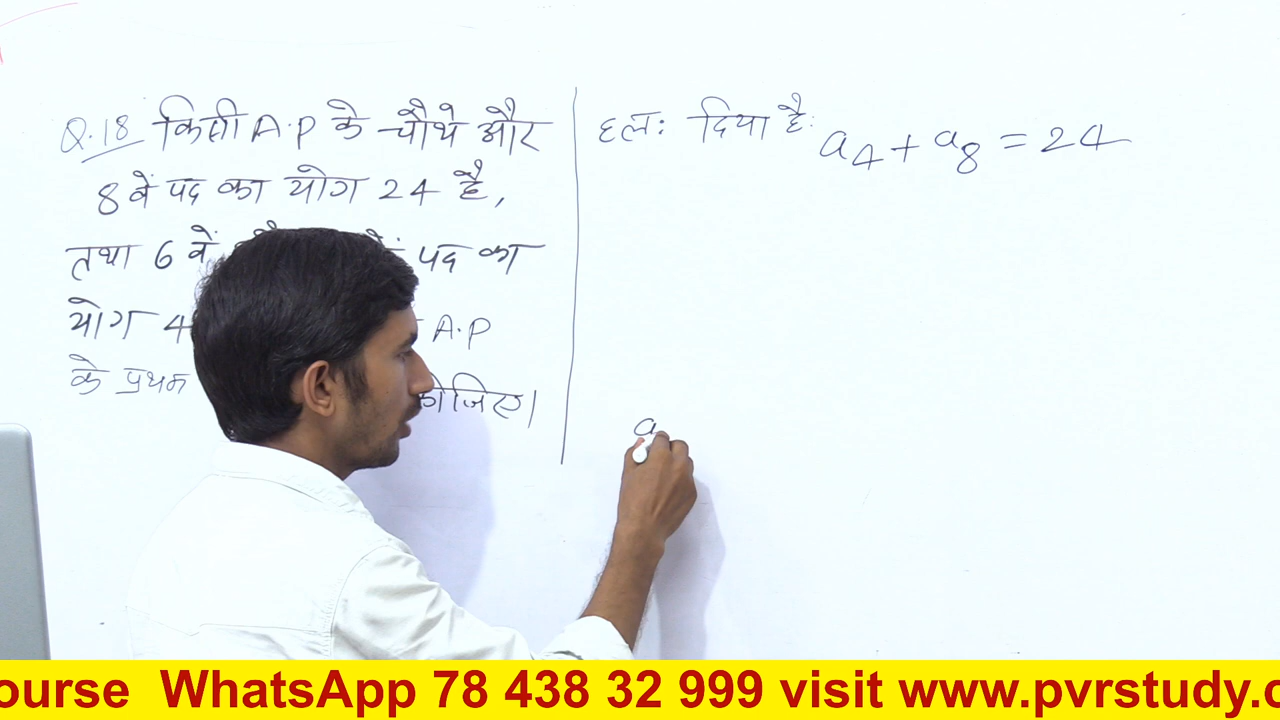 Q.18 किसी A.P के चौथे और
8 वें पद का योग 24 है,
तथा 6 वें पद का
योग 4 A.P
के प्रथम कीजिए।
हल: दिया है:
a₄ + a₈ = 24
a
ourse WhatsApp 78 438 32 999 visit www.pvrstudy.c